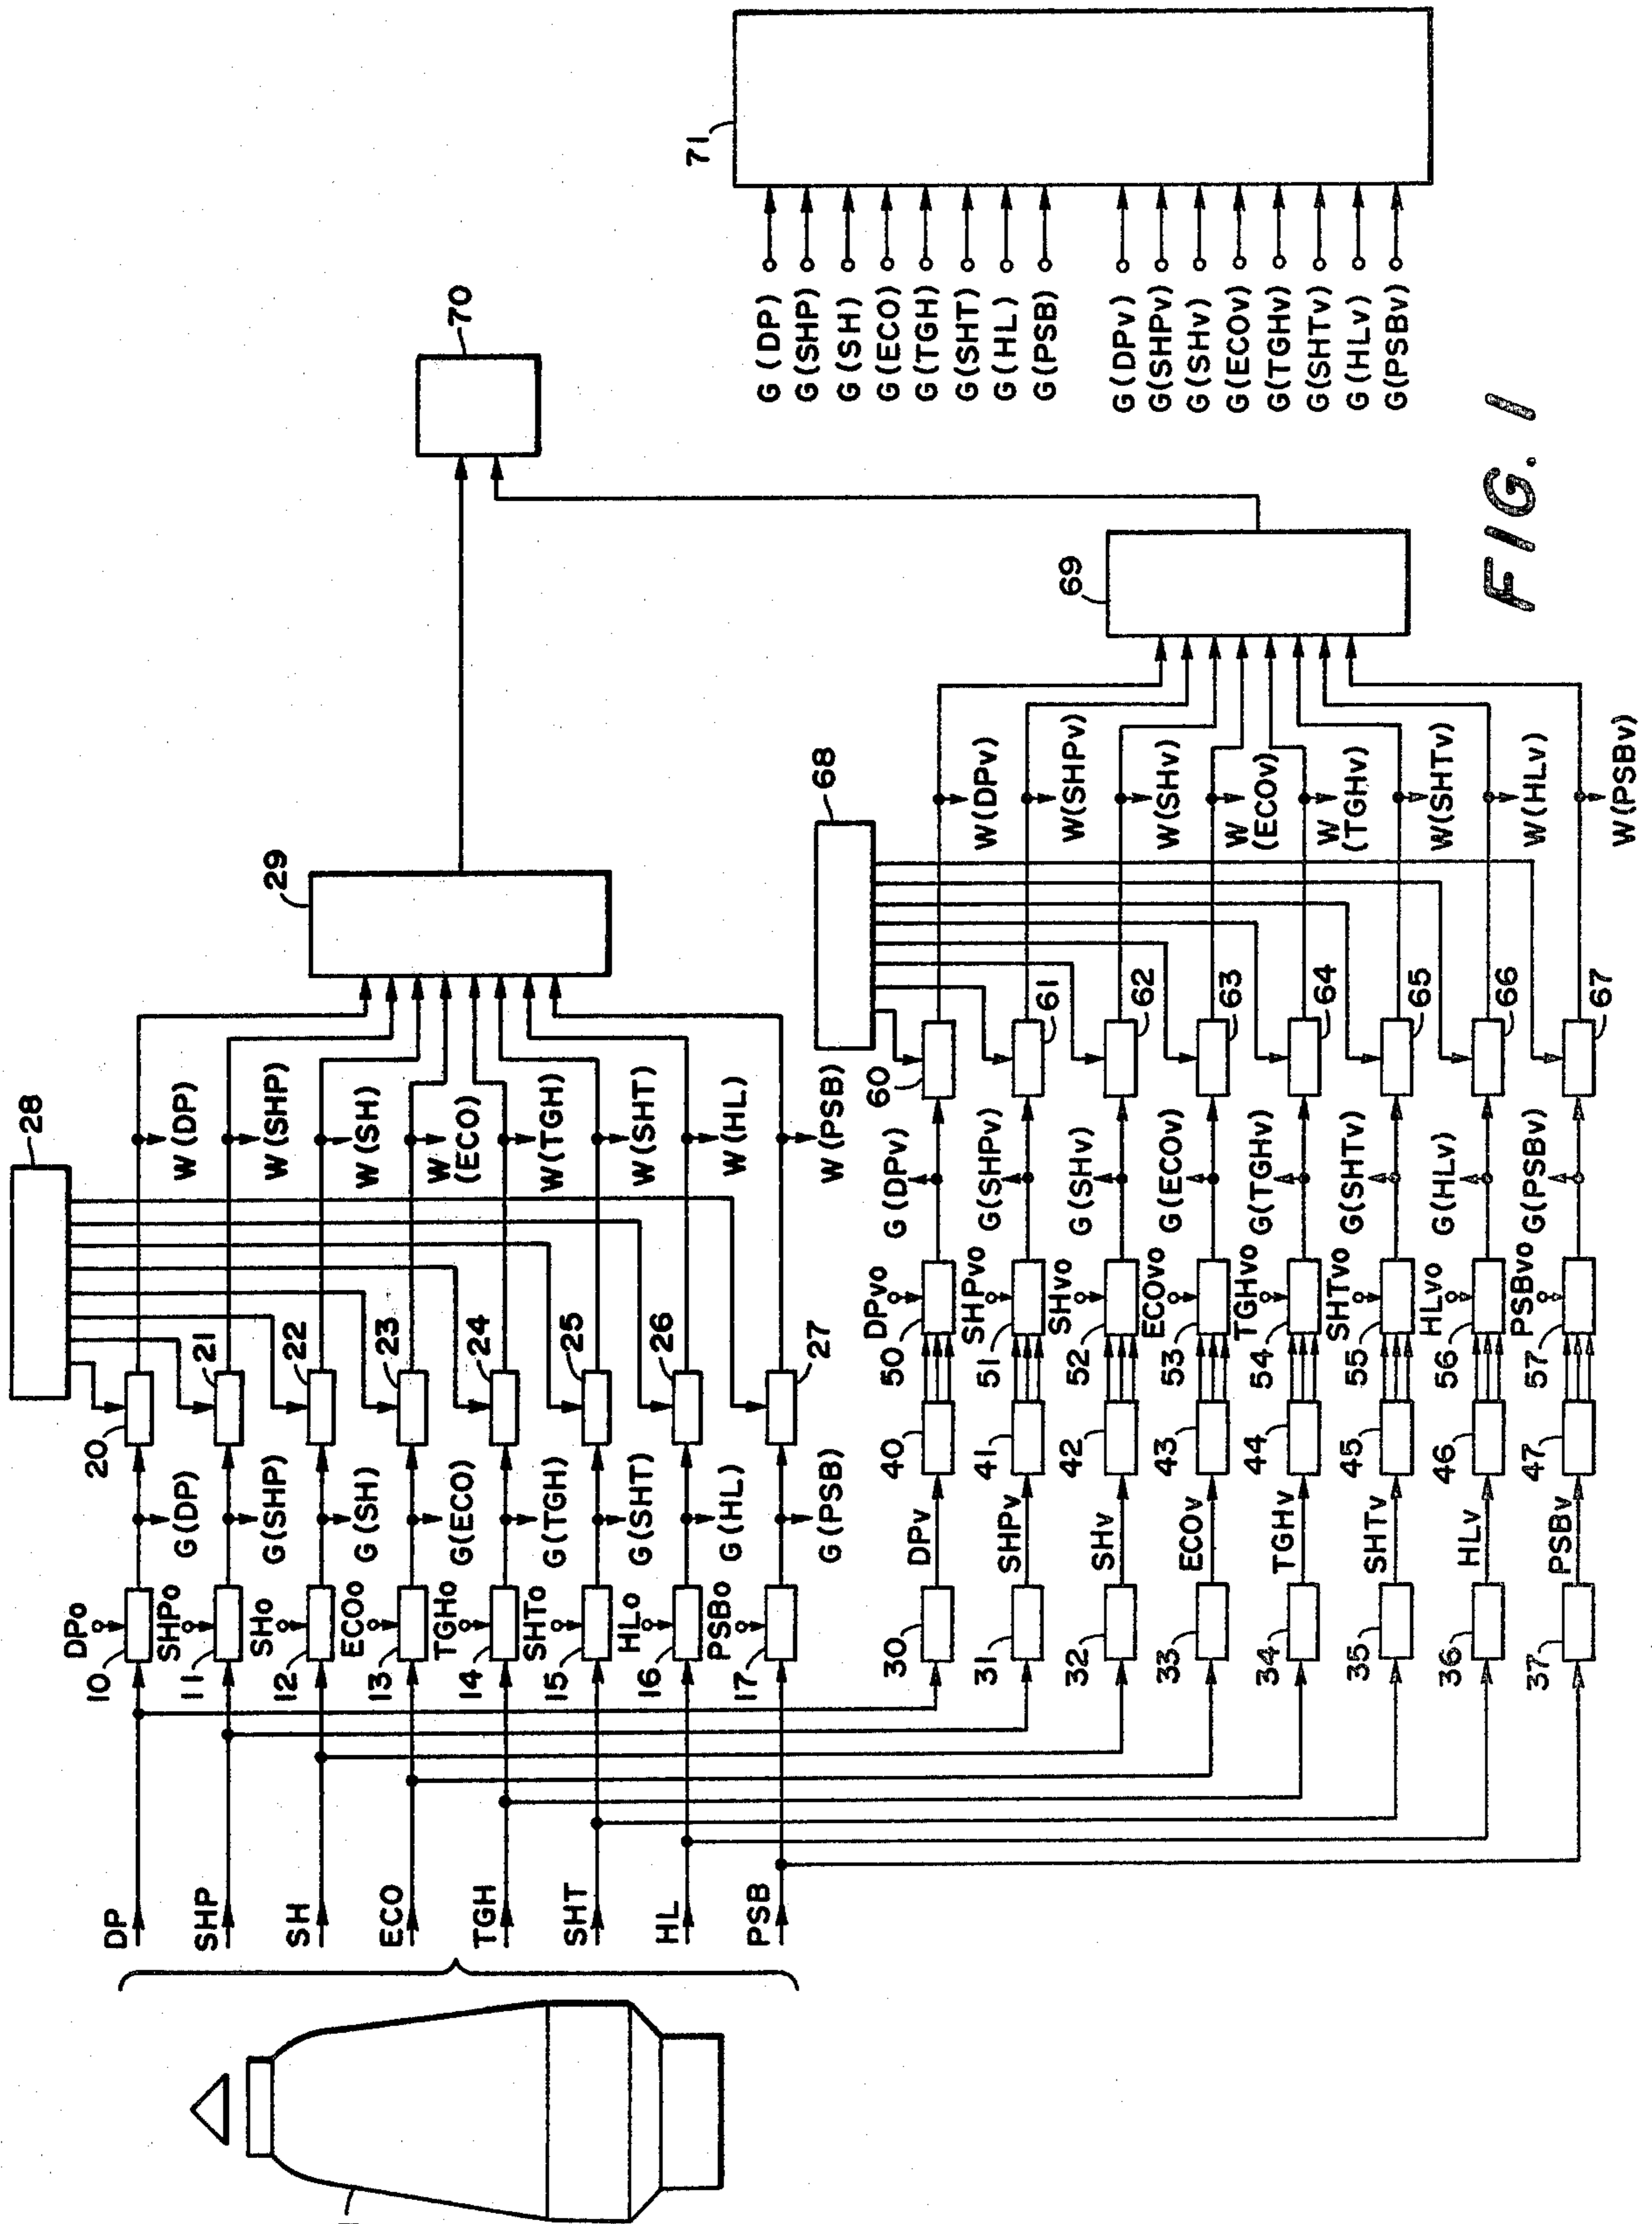 28
20
21
22
23
24
25
26
27
29
70
71
DP
SHP
SH
ECO
TGH
SHT
HL
PSB
DPo
SHPo
SHo
ECOo
TGHo
SHTo
HLo
PSBo
10
11
12
13
14
15
16
17
G(DP)
G(SHP)
G(SH)
G(ECO)
G(TGH)
G(SHT)
G(HL)
G(PSB)
W(DP)
W(SHP)
W(SH)
W
(ECO)
W(TGH)
W(SHT)
W(HL)
W(PSB)
30
31
32
33
34
35
36
37
DPv
SHPv
SHv
ECOv
TGHv
SHTv
HLv
PSBv
40
41
42
43
44
45
46
47
50
51
52
53
54
55
56
57
DPvo
SHPvo
SHvo
ECOvo
TGHvo
SHTvo
HLvo
PSBvo
G(DPv)
G(SHPv)
G(SHv)
G(ECOv)
G(TGHv)
G(SHTv)
G(HLv)
G(PSBv)
60
61
62
63
64
65
66
67
68
W(DPv)
W(SHPv)
W(SHv)
W
(ECOv)
W
(TGHv)
W(SHTv)
W(HLv)
W(PSBv)
69
G(DP)
G(SHP)
G(SH)
G(ECO)
G(TGH)
G(SHT)
G(HL)
G(PSB)
G(DPv)
G(SHPv)
G(SHv)
G(ECOv)
G(TGHv)
G(SHTv)
G(HLv)
G(PSBv)
FIG. 1